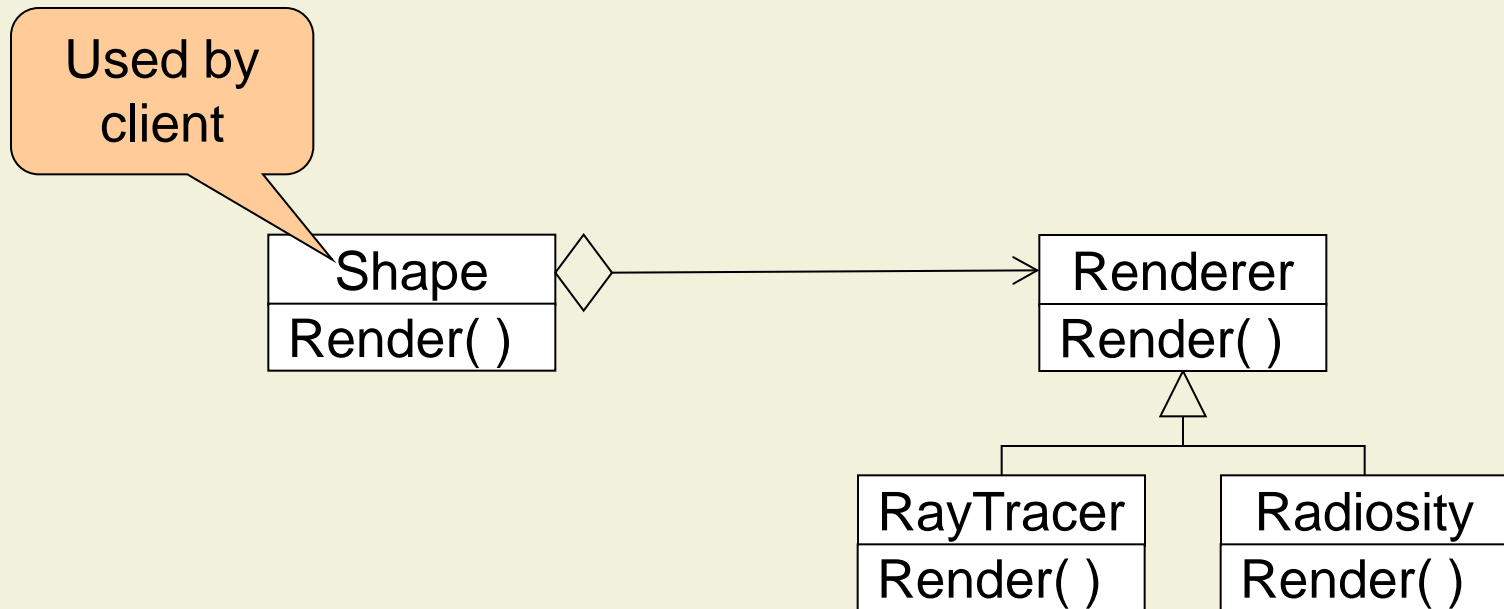 Used by
client
Shape
Render( )
Renderer
Render( )
RayTracer
Render( )
Radiosity
Render( )